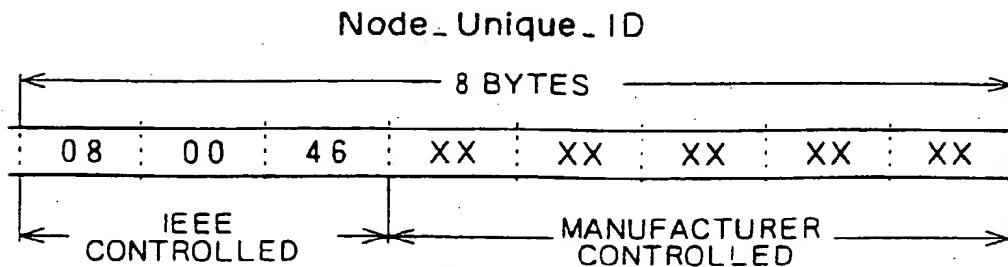 Node_Unique_ID
8 BYTES
08 00 46 XX XX XX XX XX
IEEE CONTROLLED
MANUFACTURER CONTROLLED